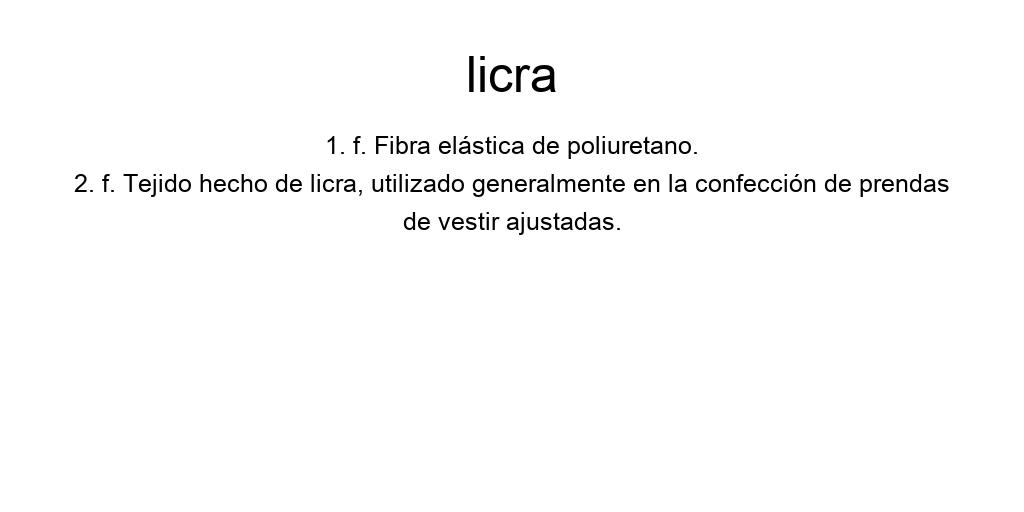 licra
1. f. Fibra elástica de poliuretano.
2. f. Tejido hecho de licra, utilizado generalmente en la confección de prendas
de vestir ajustadas.